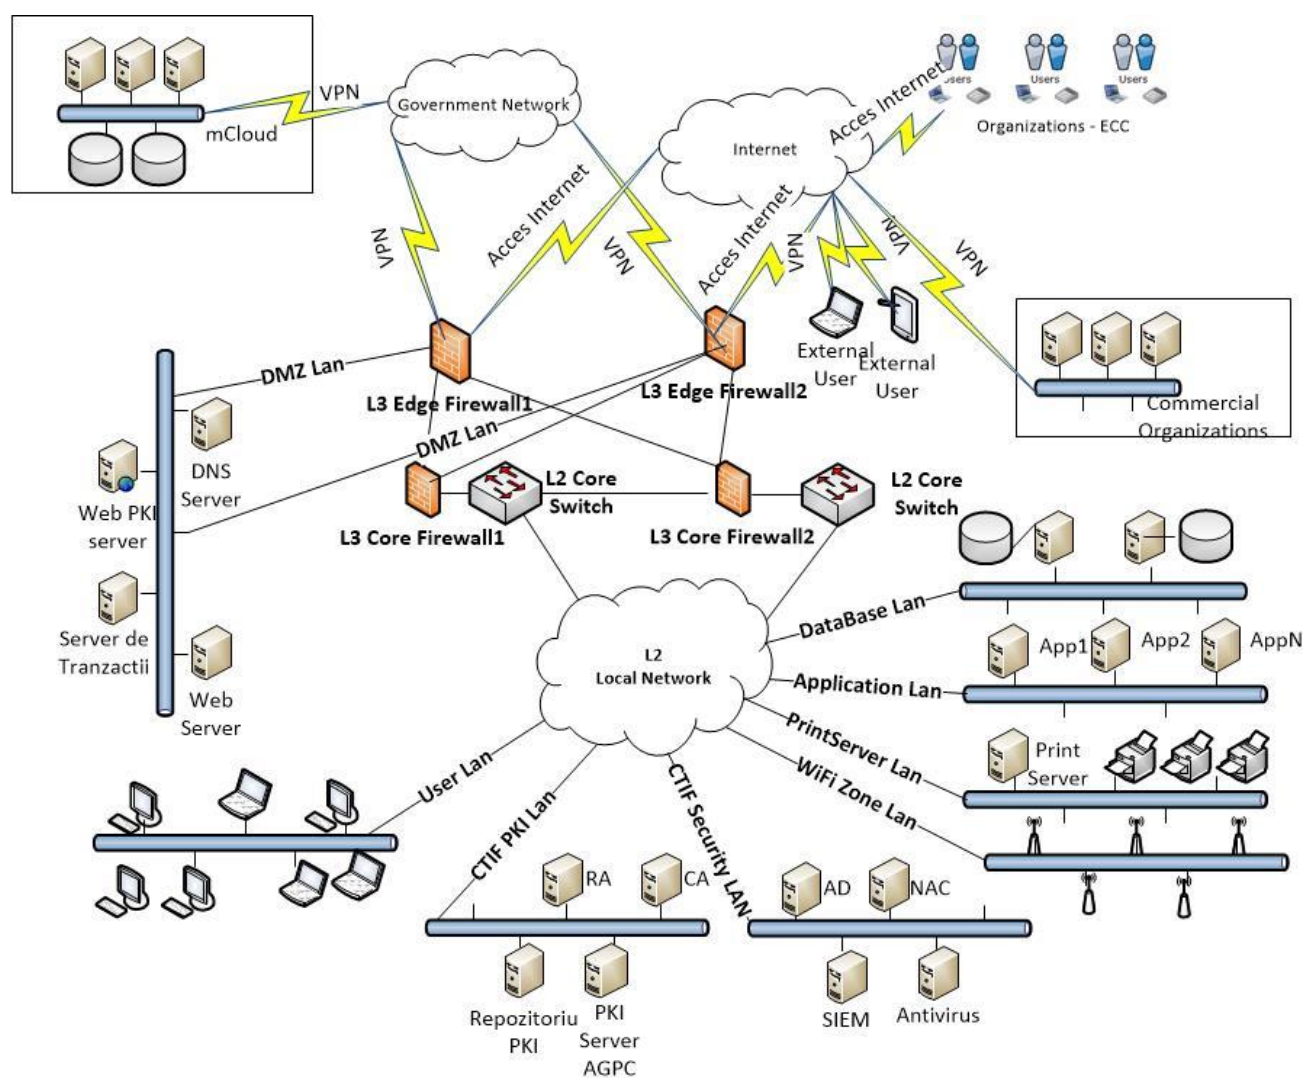 VPN
mCloud
Government Network
Internet
Acces Internet
Users
Users
Users
Organizations - ECC
VPN
Acces Internet
VPN
Acces Internet
VPN
VPN
VPN
External
User
External
User
Commercial
Organizations
DMZ Lan
L3 Edge Firewall1
L3 Edge Firewall2
DMZ Lan
DNS
Server
Web PKI
server
Server de
Tranzactii
Web
Server
L2 Core
Switch
L2 Core
Switch
L3 Core Firewall1
L3 Core Firewall2
L2
Local Network
DataBase Lan
App1
App2
AppN
Application Lan
PrintServer Lan
Print
Server
WiFi Zone Lan
User Lan
CTIF PKI Lan
CTIF Security LAN
RA
CA
AD
NAC
Repozitoriu
PKI
PKI
Server
AGPC
SIEM
Antivirus